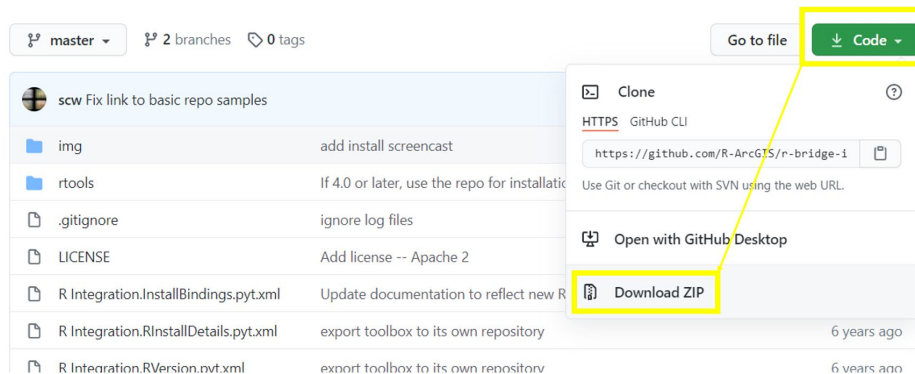 master
2 branches
0 tags
Go to file
Code
scw Fix link to basic repo samples
Clone
HTTPS GitHub CLI
https://github.com/R-ArcGIS/r-bridge-i
Use Git or checkout with SVN using the web URL.
Open with GitHub Desktop
Download ZIP
img add install screencast
rtools If 4.0 or later, use the repo for installatio
.gitignore ignore log files
LICENSE Add license -- Apache 2
R Integration.InstallBindings.pyt.xml Update documentation to reflect new R
R Integration.RInstallDetails.pyt.xml export toolbox to its own repository 6 years ago
R Integration.RVersion.pyt.xml export toolbox to its own repository 6 years ago